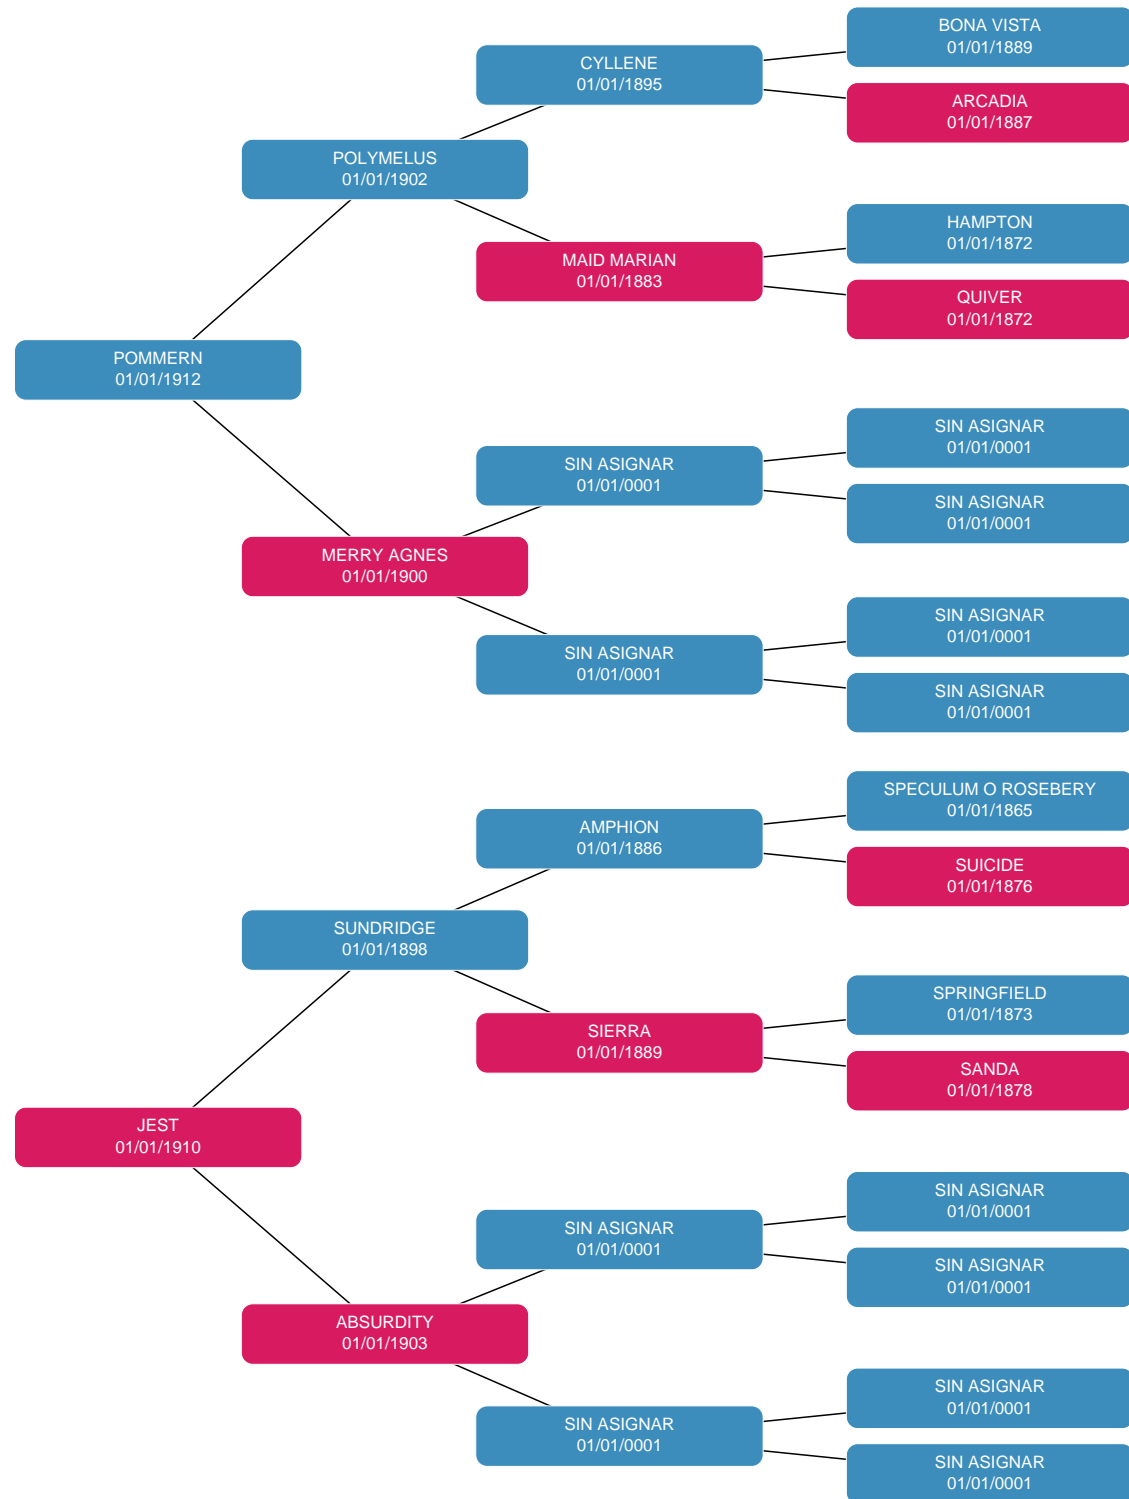 BONA VISTA
01/01/1889
CYLLENE
01/01/1895
ARCADIA
01/01/1887
POLYMELUS
01/01/1902
HAMPTON
01/01/1872
MAID MARIAN
01/01/1883
QUIVER
01/01/1872
POMMERN
01/01/1912
SIN ASIGNAR
01/01/0001
SIN ASIGNAR
01/01/0001
SIN ASIGNAR
01/01/0001
MERRY AGNES
01/01/1900
SIN ASIGNAR
01/01/0001
SIN ASIGNAR
01/01/0001
SIN ASIGNAR
01/01/0001
SPECULUM O ROSEBERY
01/01/1865
AMPHION
01/01/1886
SUICIDE
01/01/1876
SUNDRIDGE
01/01/1898
SPRINGFIELD
01/01/1873
SIERRA
01/01/1889
SANDA
01/01/1878
JEST
01/01/1910
SIN ASIGNAR
01/01/0001
SIN ASIGNAR
01/01/0001
SIN ASIGNAR
01/01/0001
ABSURDITY
01/01/1903
SIN ASIGNAR
01/01/0001
SIN ASIGNAR
01/01/0001
SIN ASIGNAR
01/01/0001